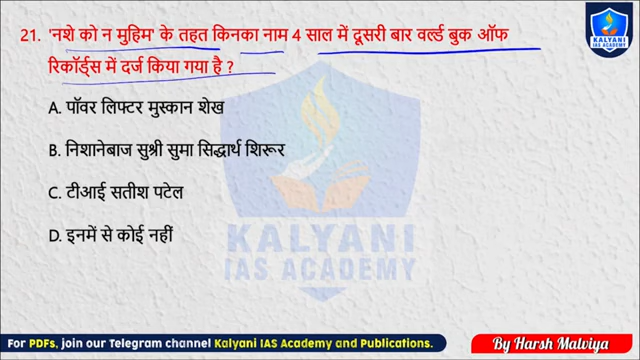 KALYANI
IAS ACADEMY
21. 'नशे को न मुहिम' के तहत किनका नाम 4 साल में दूसरी बार वर्ल्ड बुक ऑफ
रिकॉर्ड्स में दर्ज किया गया है ?
A. पॉवर लिफ्टर मुस्कान शेख
B. निशानेबाज सुश्री सुमा सिद्धार्थ शिरूर
C. टीआई सतीश पटेल
D. इनमें से कोई नहीं
KALYANI
IAS ACADEMY
For PDFs, join our Telegram channel Kalyani IAS Academy and Publications.
By Harsh Malviya